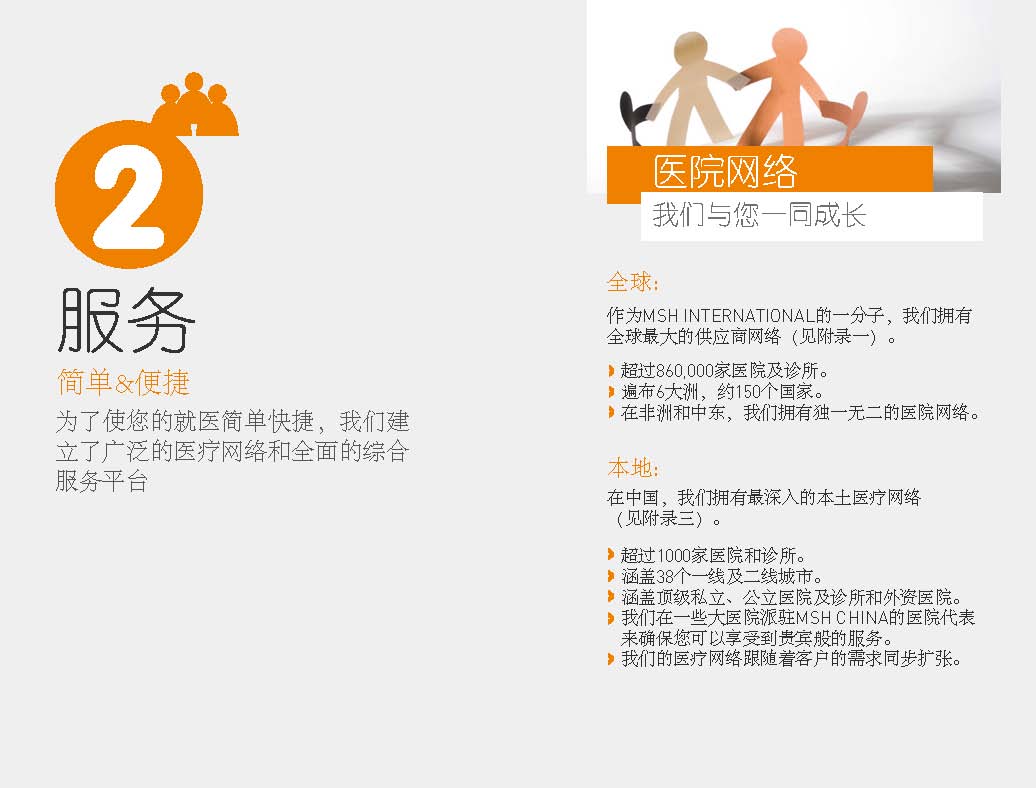 2
服务
简单&便捷
为了使您的就医简单快捷，我们建
立了广泛的医疗网络和全面的综合
服务平台
医院网络
我们与您一同成长
全球：
作为MSH INTERNATIONAL的一分子，我们拥有
全球最大的供应商网络（见附录一）。
超过860,000家医院及诊所。
遍布6大洲，约150个国家。
在非洲和中东，我们拥有独一无二的医院网络。
本地：
在中国，我们拥有最深入的本土医疗网络
（见附录三）。
超过1000家医院和诊所。
涵盖38个一线及二线城市。
涵盖顶级私立、公立医院及诊所和外资医院。
我们在一些大医院派驻MSH CHINA的医院代表
来确保您可以享受到贵宾般的服务。
我们的医疗网络跟随着客户的需求同步扩张。